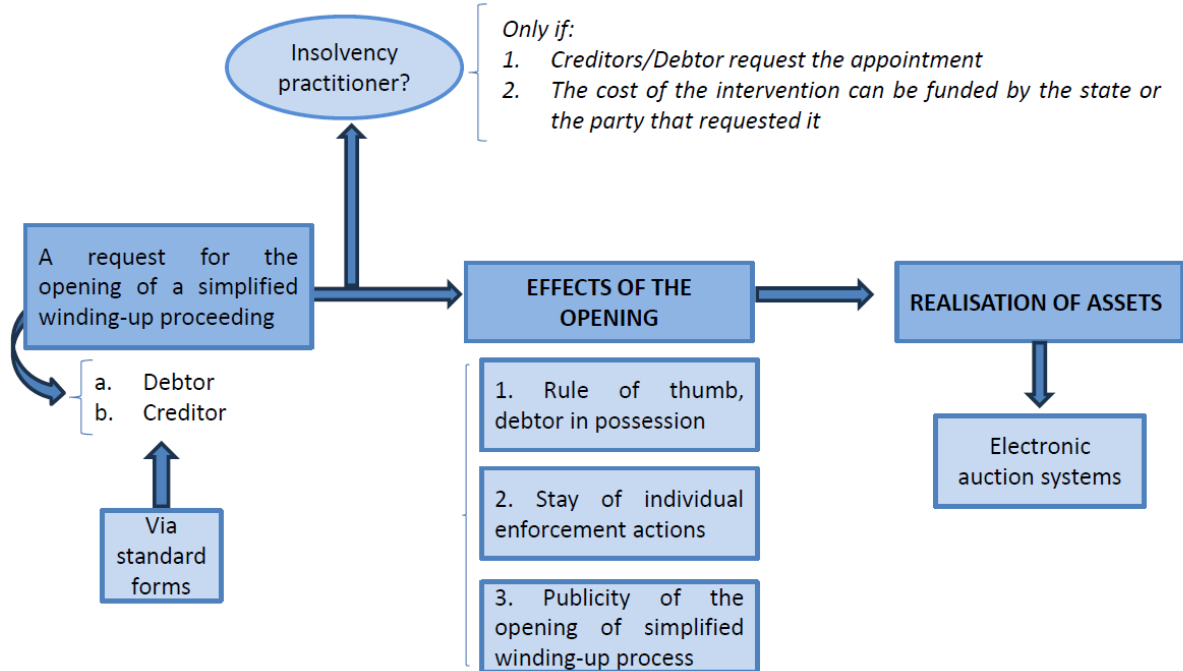 Insolvency
practitioner?
Only if:
1. Creditors/Debtor request the appointment
2. The cost of the intervention can be funded by the state or
the party that requested it
A request for the
opening of a simplified
winding-up proceeding
EFFECTS OF THE
OPENING
REALISATION OF ASSETS
a. Debtor
b. Creditor
Via
standard
forms
1. Rule of thumb,
debtor in possession
2. Stay of individual
enforcement actions
3. Publicity of the
opening of simplified
winding-up process
Electronic
auction systems